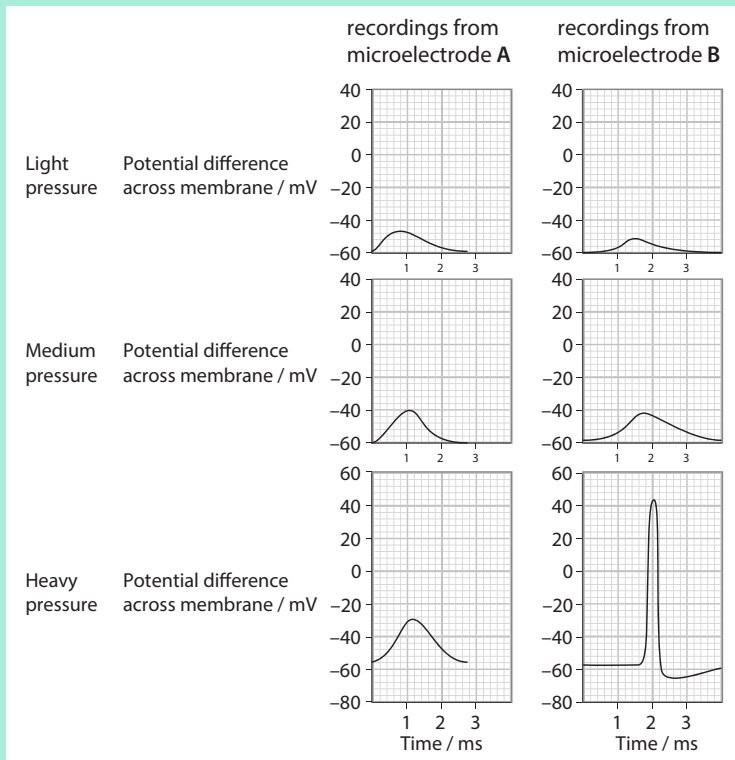 recordings from
microelectrode A
recordings from
microelectrode B
Light
pressure
Potential difference
across membrane / mV
40
20
0
–20
–40
–60
1 2 3
40
20
0
–20
–40
–60
1 2 3
Medium
pressure
Potential difference
across membrane / mV
40
20
0
–20
–40
–60
1 2 3
40
20
0
–20
–40
–60
1 2 3
Heavy
pressure
Potential difference
across membrane / mV
60
40
20
0
–20
–40
–60
–80
1 2 3
Time / ms
60
40
20
0
–20
–40
–60
–80
1 2 3
Time / ms